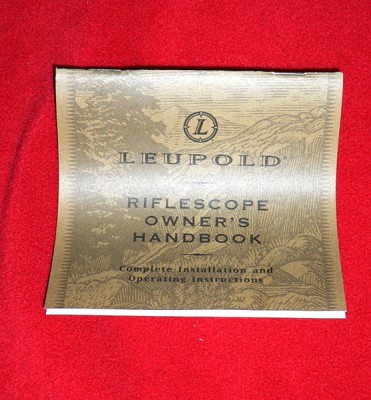 L
LEUPOLD®
RIFLESCOPE
OWNER'S
HANDBOOK
Complete Installation and
Operating Instructions